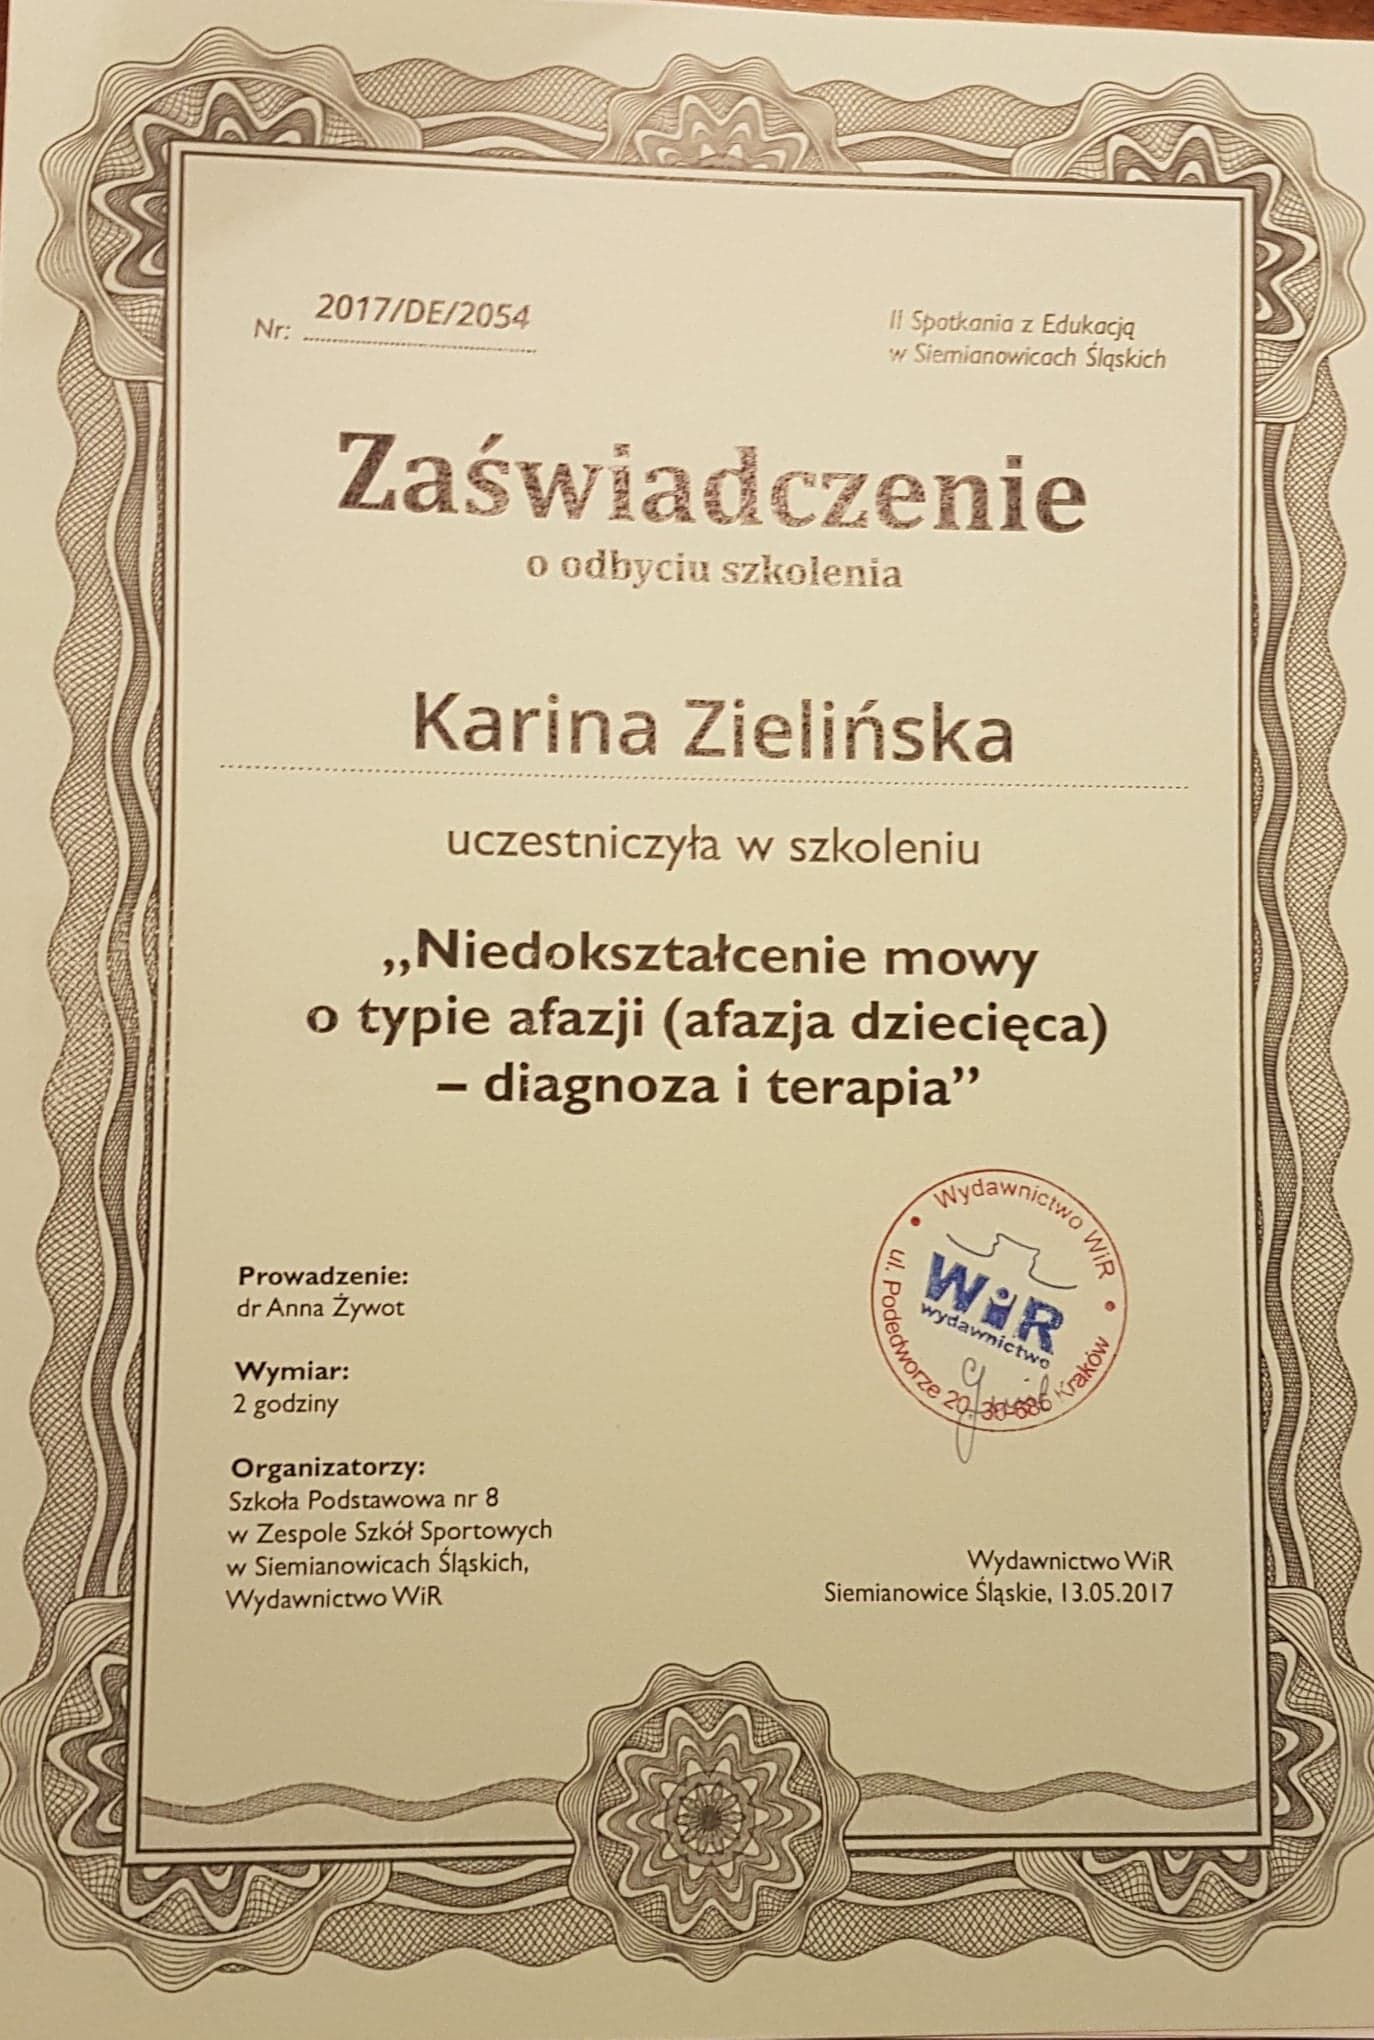 Nr: 2017/DE/2054
II Spotkania z Edukacją
w Siemianowicach Śląskich
Zaświadczenie
o odbyciu szkolenia
Karina Zielińska
uczestniczyła w szkoleniu
„Niedokształcenie mowy
o typie afazji (afazja dziecięca)
– diagnoza i terapia”
Wydawnictwo WiR
WiR
wydawnictwo
ul. Podedworze 20, Kraków
Prowadzenie:
dr Anna Żywot
Wymiar:
2 godziny
Organizatorzy:
Szkoła Podstawowa nr 8
w Zespole Szkół Sportowych
w Siemianowicach Śląskich,
Wydawnictwo WiR
Wydawnictwo WiR
Siemianowice Śląskie, 13.05.2017